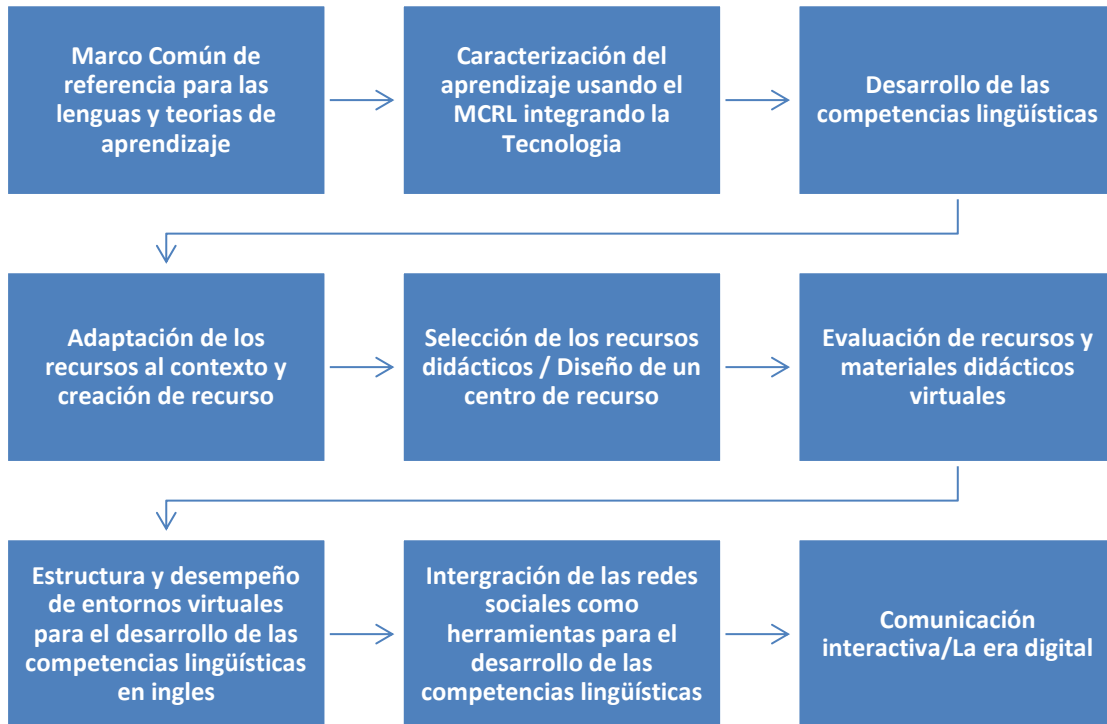 Marco Común de
referencia para las
lenguas y teorias de
aprendizaje
Caracterización del
aprendizaje usando el
MCRL integrando la
Tecnologia
Desarrollo de las
competencias lingüísticas
Adaptación de los
recursos al contexto y
creación de recurso
Selección de los recursos
didácticos / Diseño de un
centro de recurso
Evaluación de recursos y
materiales didácticos
virtuales
Estructura y desempeño
de entornos virtuales
para el desarrollo de las
competencias lingüísticas
en ingles
Intergración de las redes
sociales como
herramientas para el
desarrollo de las
competencias lingüísticas
Comunicación
interactiva/La era digital